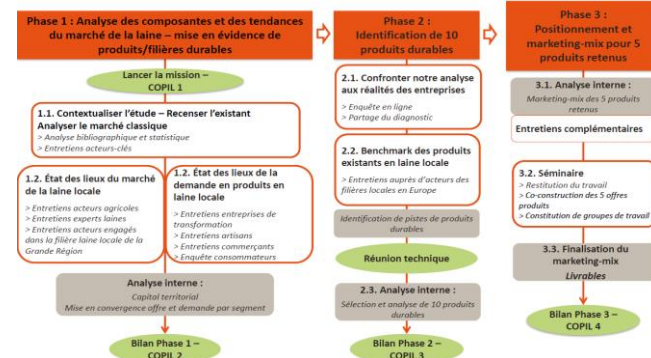 Phase 1 : Analyse des composantes et des tendances
du marché de la laine – mise en évidence de
produits/filières durables
Lancer la mission –
COPIL 1
1.1. Contextualiser l'étude – Recenser l'existant
Analyser le marché classique
> Analyse bibliographique et statistique
> Entretiens acteurs-clés
1.2. État des lieux du marché
de la laine locale
> Entretiens acteurs agricoles
> Entretiens experts laines
> Entretiens acteurs engagés
dans la filière laine locale de la
Grande Région
1.2. État des lieux de la
demande en produits en
laine locale
> Entretiens entreprises de
transformation
> Entretiens artisans
> Entretiens commerçants
> Enquête consommateurs
Analyse interne :
Capital territorial
Mise en convergence offre et demande par segment
Bilan Phase 1 –
COPIL 2
Phase 2 :
Identification de 10
produits durables
2.1. Confronter notre analyse
aux réalités des entreprises
> Enquête en ligne
> Partage du diagnostic
2.2. Benchmark des produits
existants en laine locale
> Entretiens auprès d'acteurs des
filières locales en Europe
Identification de pistes de produits
durables
Réunion technique
2.3. Analyse interne :
Sélection et analyse de 10 produits
durables
Bilan Phase 2 –
COPIL 3
Phase 3 :
Positionnement et
marketing-mix pour 5
produits retenus
3.1. Analyse interne :
Marketing-mix des 5 produits
retenus
Entretiens complémentaires
3.2. Séminaire
> Restitution du travail
> Co-construction des 5 offres
produits
> Constitution de groupes de travail
3.3. Finalisation du
marketing-mix
Livrables
Bilan Phase 3 –
COPIL 4